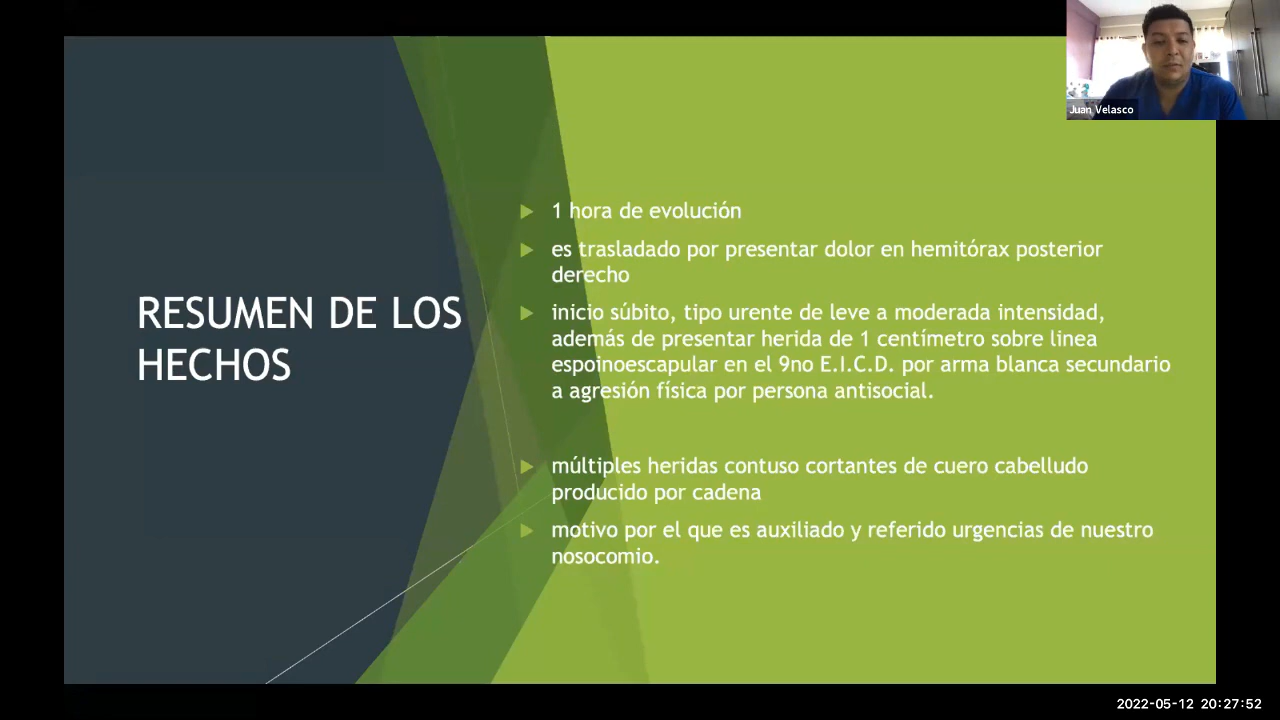 Juan Velasco
RESUMEN DE LOS
HECHOS
1 hora de evolución
es trasladado por presentar dolor en hemitórax posterior
derecho
inicio súbito, tipo urente de leve a moderada intensidad,
además de presentar herida de 1 centímetro sobre linea
espoinoescapular en el 9no E.I.C.D. por arma blanca secundario
a agresión física por persona antisocial.
múltiples heridas contuso cortantes de cuero cabelludo
producido por cadena
motivo por el que es auxiliado y referido urgencias de nuestro
nosocomio.
2022-05-12 20:27:52